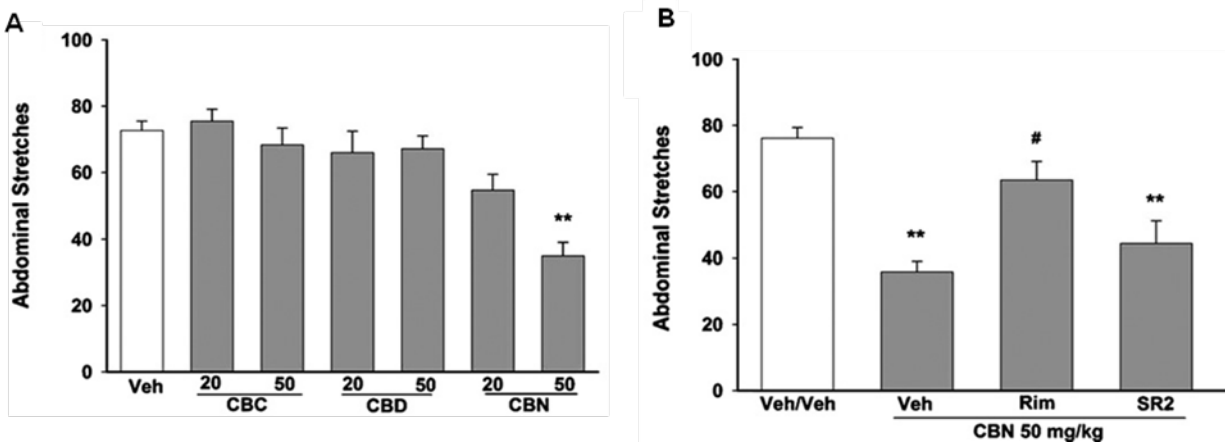 A
Abdominal Stretches
100
80
60
40
20
0
**
Veh 20 50 20 50 20 50
CBC CBD CBN
B
Abdominal Stretches
100
80
60
40
20
0
** # **
Veh/Veh Veh Rim SR2
CBN 50 mg/kg